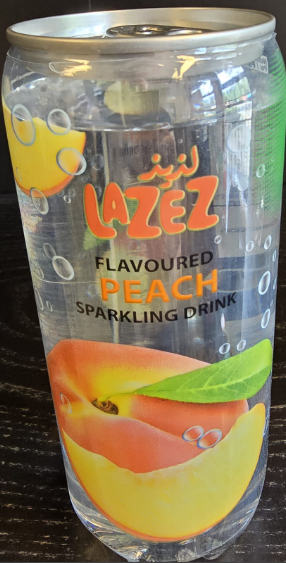 لذيذ
LAZEZ
FLAVOURED
PEACH
SPARKLING DRINK